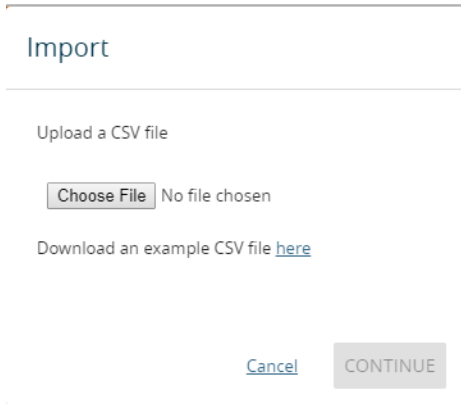 Import
Upload a CSV file
Choose File No file chosen
Download an example CSV file here
Cancel CONTINUE